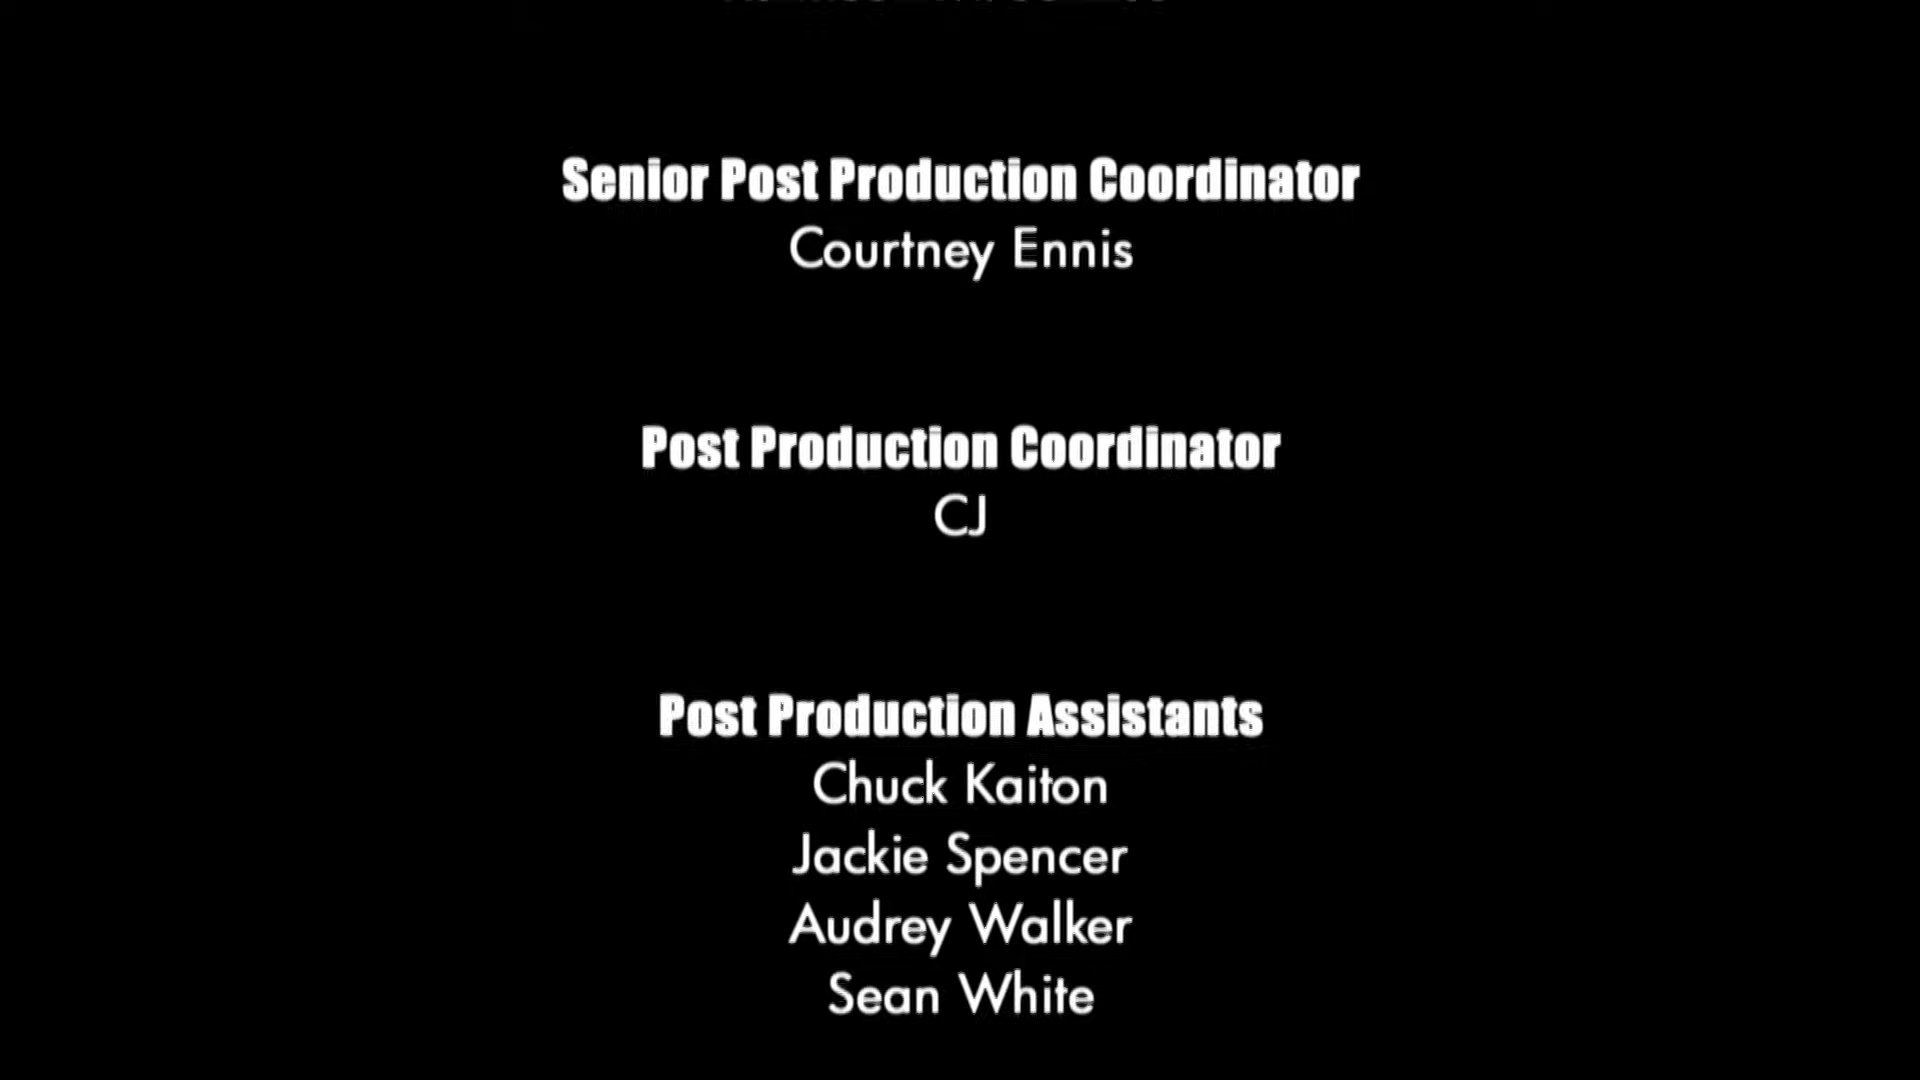 Senior Post Production Coordinator
Courtney Ennis
Post Production Coordinator
CJ
Post Production Assistants
Chuck Kaiton
Jackie Spencer
Audrey Walker
Sean White